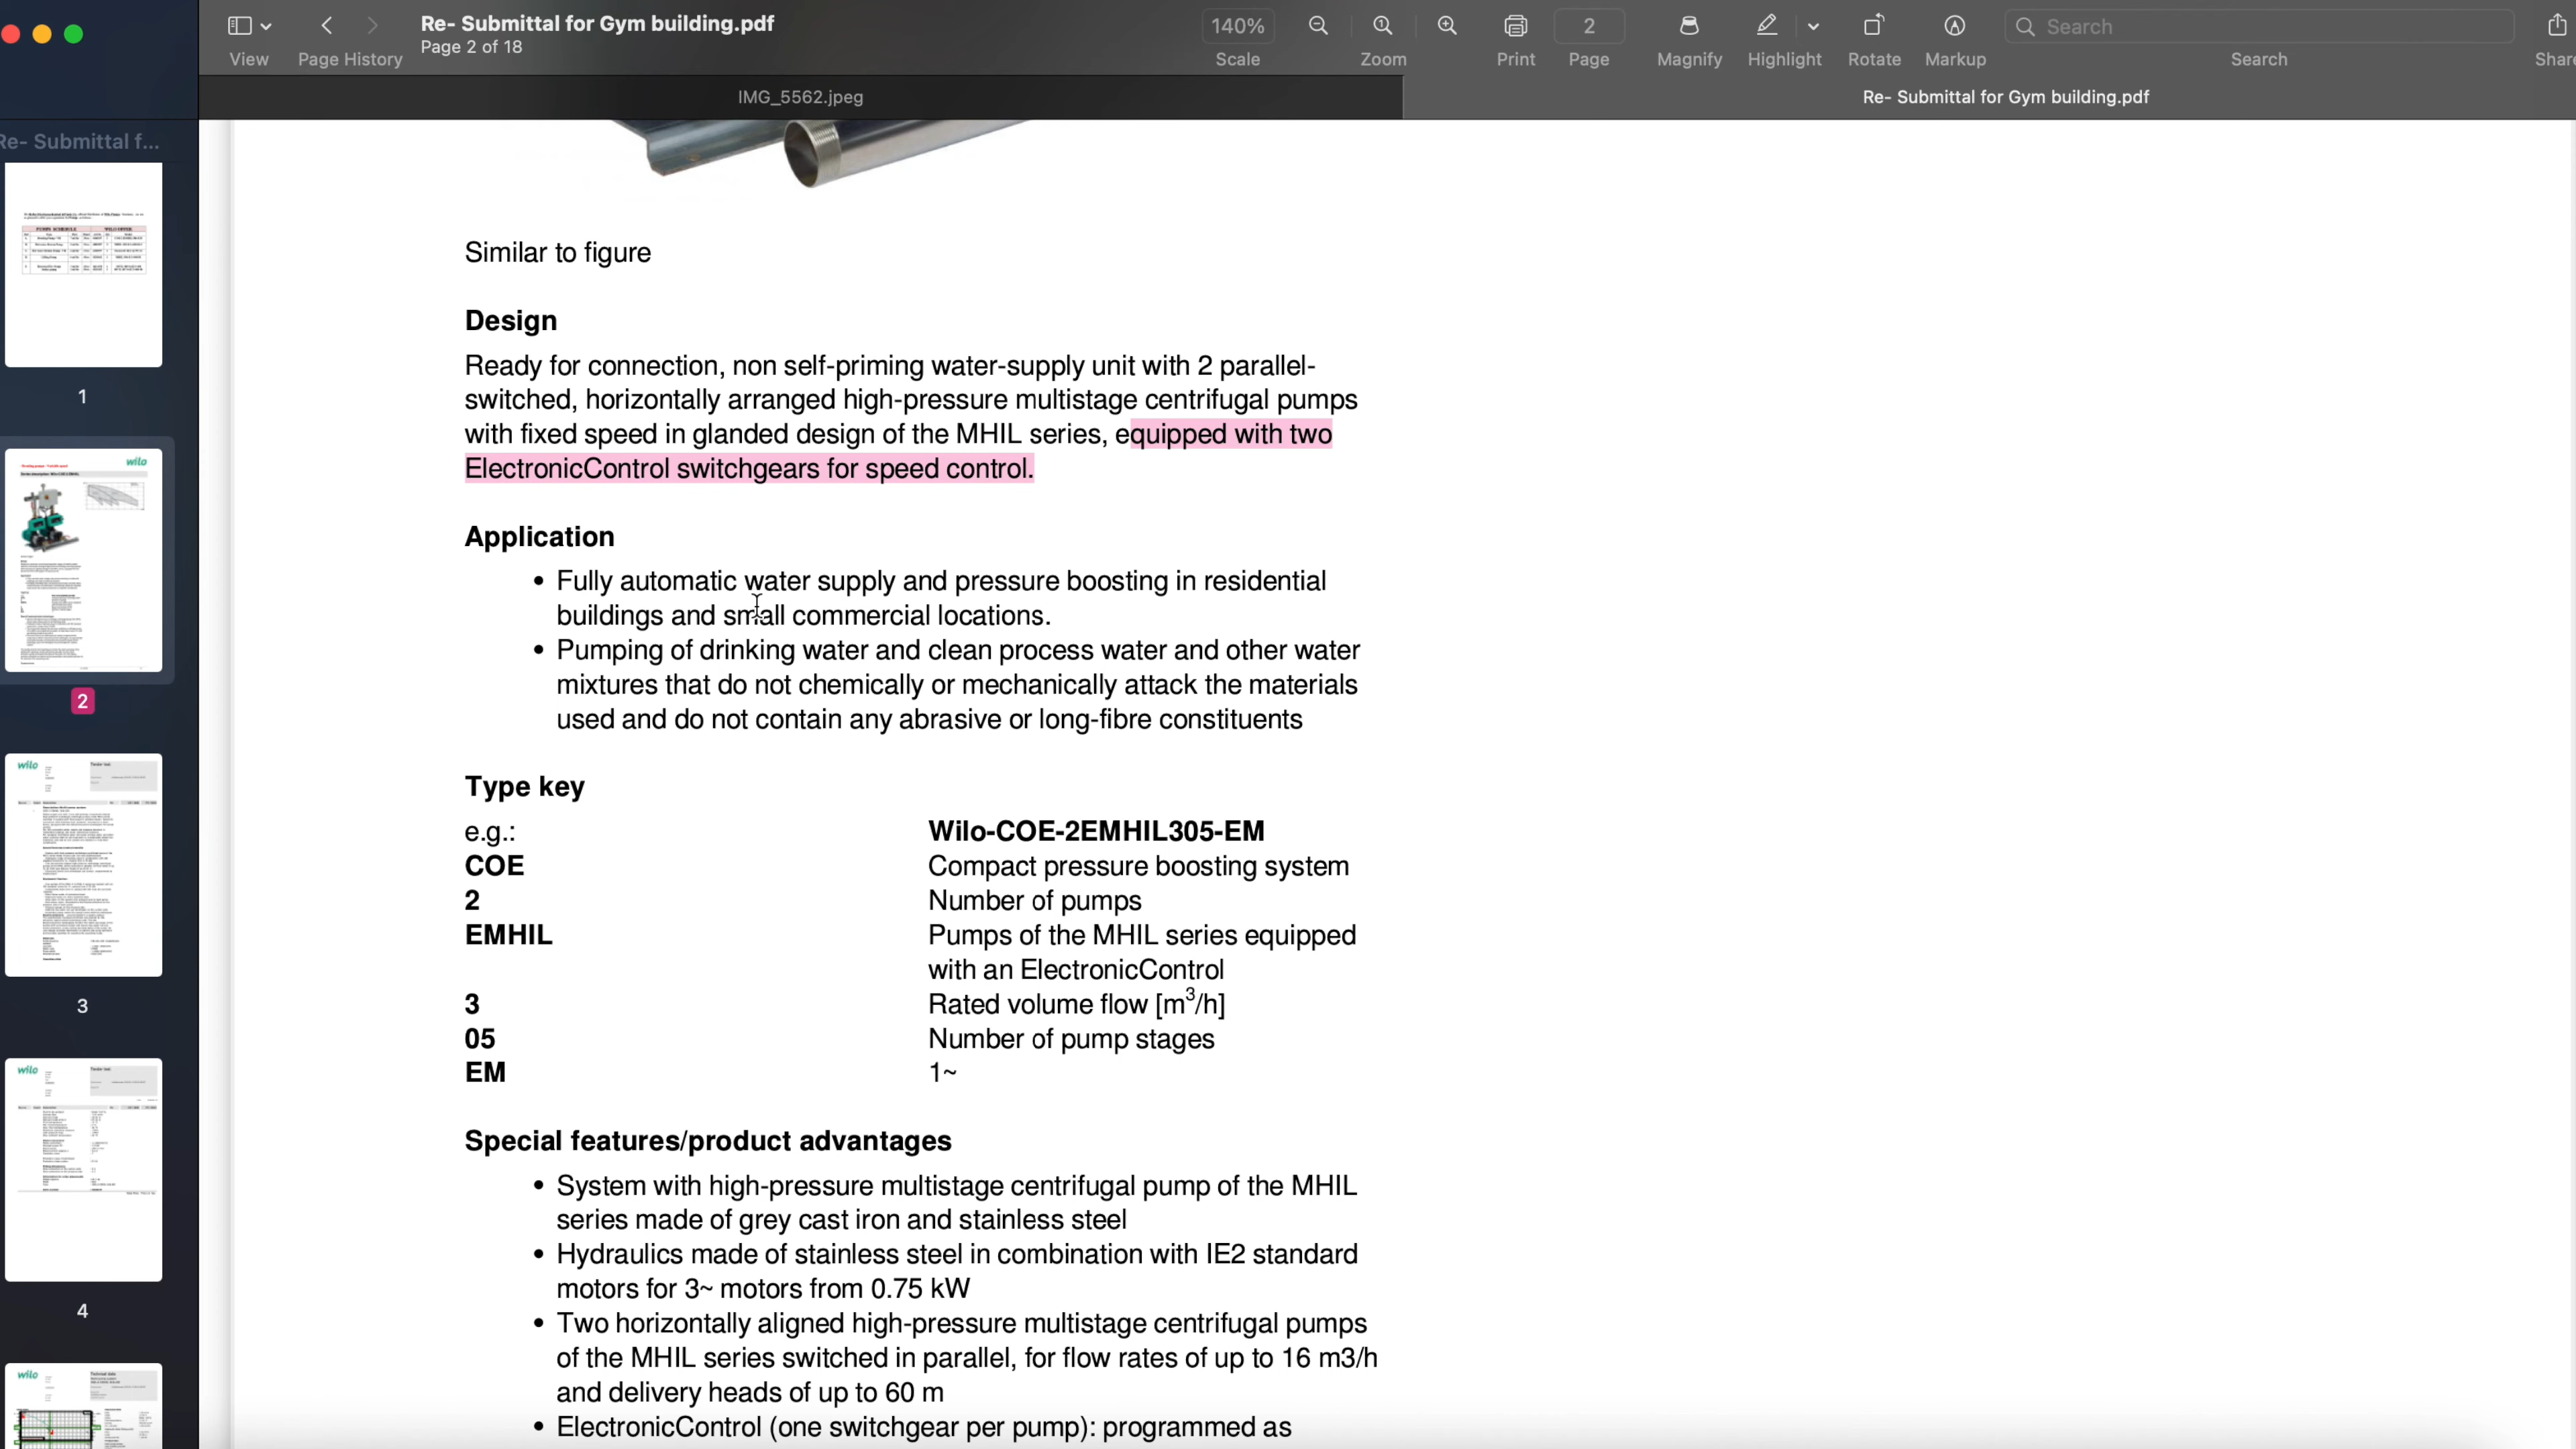 Re- Submittal for Gym building.pdf
Page 2 of 18
View
Page History
140%
Scale
Zoom
Print
2
Page
Magnify
Highlight
Rotate
Markup
Search
Search
Shar
IMG_5562.jpeg
Re- Submittal for Gym building.pdf
Re- Submittal f...
1
wilo
2
wilo
3
wilo
4
wilo
Similar to figure
Design
Ready for connection, non self-priming water-supply unit with 2 parallel-
switched, horizontally arranged high-pressure multistage centrifugal pumps
with fixed speed in glanded design of the MHIL series, equipped with two
ElectronicControl switchgears for speed control.
Application
• Fully automatic water supply and pressure boosting in residential
buildings and small commercial locations.
• Pumping of drinking water and clean process water and other water
mixtures that do not chemically or mechanically attack the materials
used and do not contain any abrasive or long-fibre constituents
Type key
e.g.: Wilo-COE-2EMHIL305-EM
COE Compact pressure boosting system
2 Number of pumps
EMHIL Pumps of the MHIL series equipped
with an ElectronicControl
3 Rated volume flow [m³/h]
05 Number of pump stages
EM 1~
Special features/product advantages
• System with high-pressure multistage centrifugal pump of the MHIL
series made of grey cast iron and stainless steel
• Hydraulics made of stainless steel in combination with IE2 standard
motors for 3~ motors from 0.75 kW
• Two horizontally aligned high-pressure multistage centrifugal pumps
of the MHIL series switched in parallel, for flow rates of up to 16 m3/h
and delivery heads of up to 60 m
• ElectronicControl (one switchgear per pump): programmed as